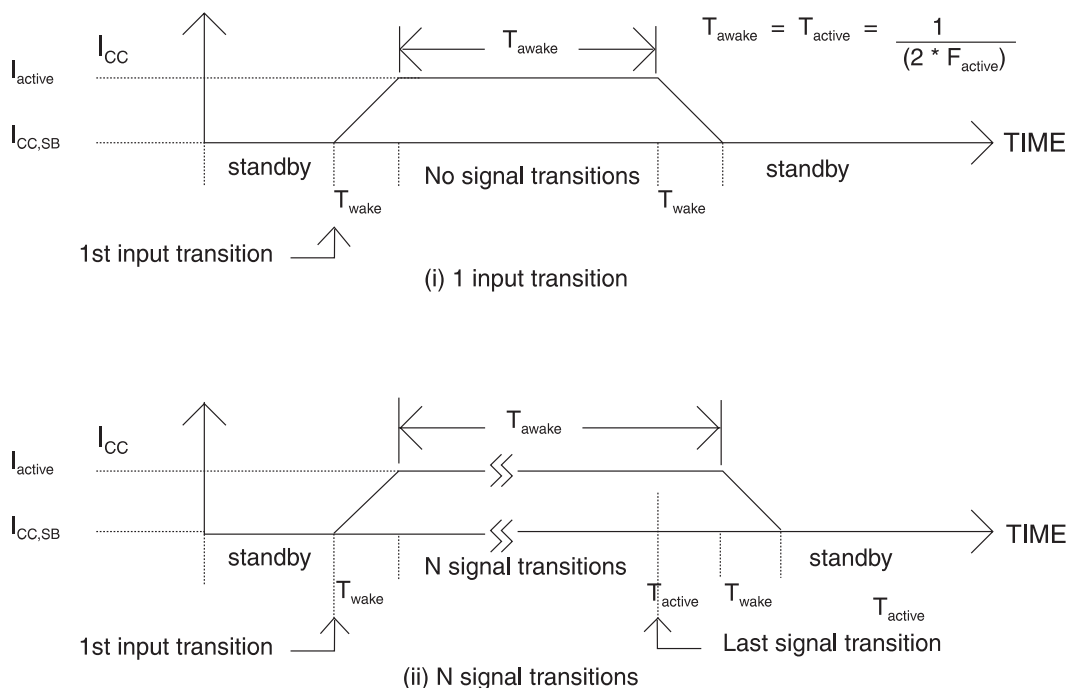 I_CC
T_awake
T_awake = T_active = 1 / (2 * F_active)
I_active
I_CC,SB
TIME
standby
No signal transitions
standby
T_wake
T_wake
1st input transition
(i) 1 input transition
I_CC
T_awake
I_active
I_CC,SB
TIME
standby
N signal transitions
standby
T_wake
T_active
T_wake
T_active
1st input transition
Last signal transition
(ii) N signal transitions